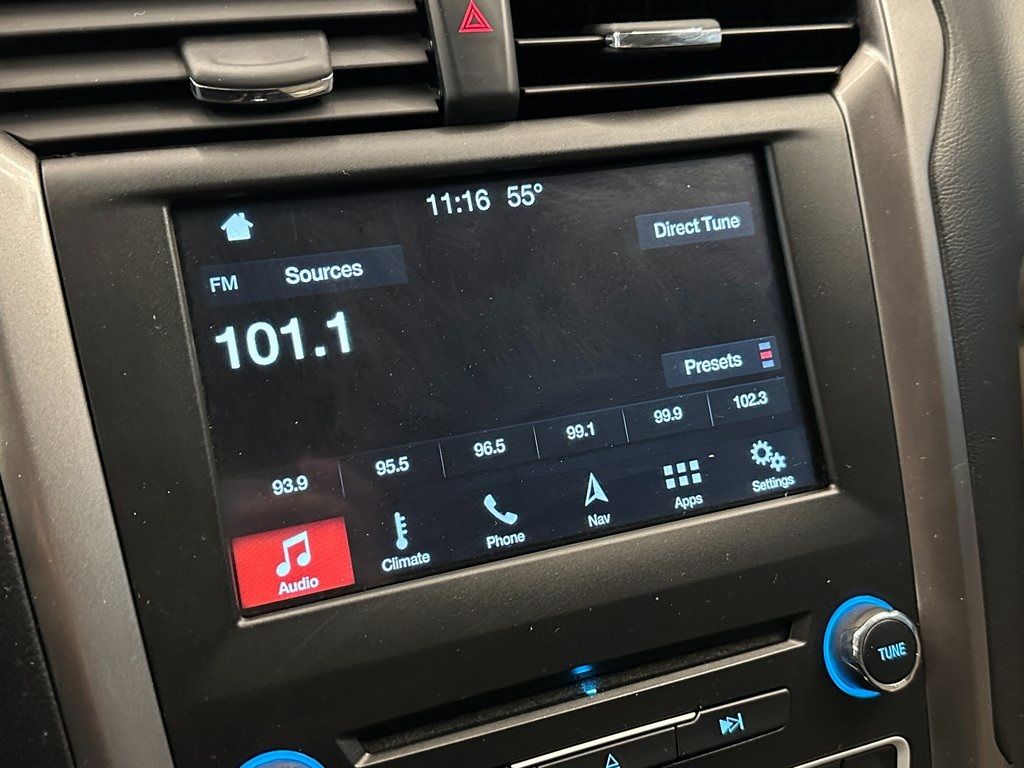 11:16 55°
Direct Tune
FM Sources
101.1
Presets
93.9 95.5 96.5 99.1 99.9 102.3
Audio Climate Phone Nav Apps Settings
TUNE